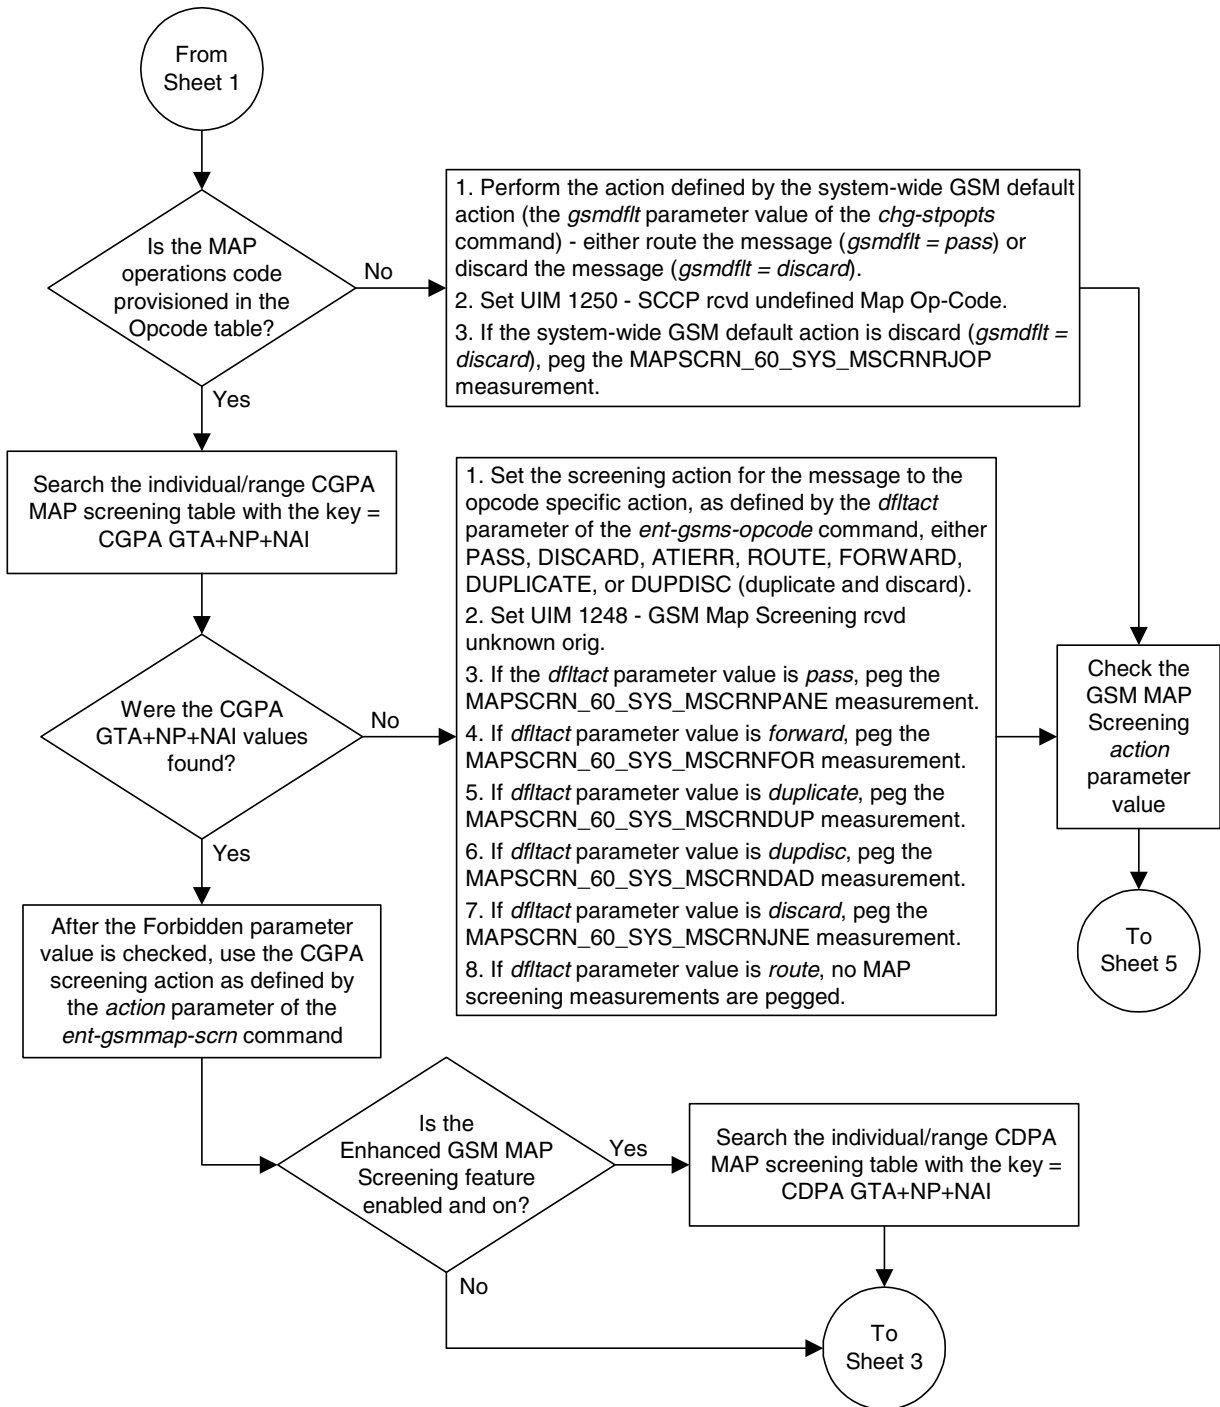 From
Sheet 1
Is the MAP
operations code
provisioned in the
Opcode table?
No
1. Perform the action defined by the system-wide GSM default
action (the gsmdflt parameter value of the chg-stpopts
command) - either route the message (gsmdflt = pass) or
discard the message (gsmdflt = discard).
2. Set UIM 1250 - SCCP rcvd undefined Map Op-Code.
3. If the system-wide GSM default action is discard (gsmdflt =
discard), peg the MAPSCRN_60_SYS_MSCRNRJOP
measurement.
Yes
Search the individual/range CGPA
MAP screening table with the key =
CGPA GTA+NP+NAI
Were the CGPA
GTA+NP+NAI values
found?
No
1. Set the screening action for the message to the
opcode specific action, as defined by the dfltact
parameter of the ent-gsms-opcode command, either
PASS, DISCARD, ATIERR, ROUTE, FORWARD,
DUPLICATE, or DUPDISC (duplicate and discard).
2. Set UIM 1248 - GSM Map Screening rcvd
unknown orig.
3. If the dfltact parameter value is pass, peg the
MAPSCRN_60_SYS_MSCRNPANE measurement.
4. If dfltact parameter value is forward, peg the
MAPSCRN_60_SYS_MSCRNFOR measurement.
5. If dfltact parameter value is duplicate, peg the
MAPSCRN_60_SYS_MSCRNDUP measurement.
6. If dfltact parameter value is dupdisc, peg the
MAPSCRN_60_SYS_MSCRNDAD measurement.
7. If dfltact parameter value is discard, peg the
MAPSCRN_60_SYS_MSCRNJNE measurement.
8. If dfltact parameter value is route, no MAP
screening measurements are pegged.
Check the
GSM MAP
Screening
action
parameter
value
To
Sheet 5
Yes
After the Forbidden parameter
value is checked, use the CGPA
screening action as defined by
the action parameter of the
ent-gsmmap-scrn command
Is the
Enhanced GSM MAP
Screening feature
enabled and on?
Yes
Search the individual/range CDPA
MAP screening table with the key =
CDPA GTA+NP+NAI
No
To
Sheet 3